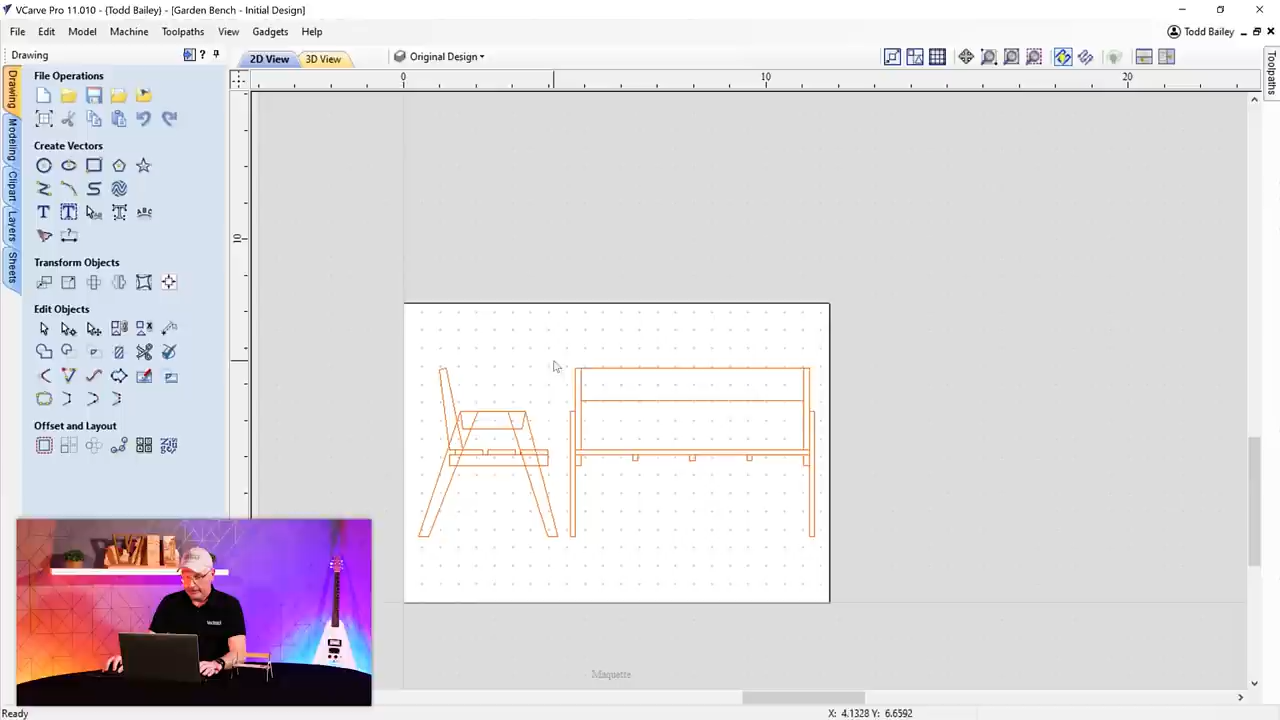 VCarve Pro 11.010 - {Todd Bailey} - [Garden Bench - Initial Design]
File Edit Model Machine Toolpaths View Gadgets Help
Todd Bailey
Drawing
2D View
3D View
Original Design
Drawing
Modeling
Clipart
Layers
Sheets
Toolpaths
File Operations
Create Vectors
Transform Objects
Edit Objects
Offset and Layout
0
10
20
10
Maquette
Ready
X: 4.1328 Y: 6.6592